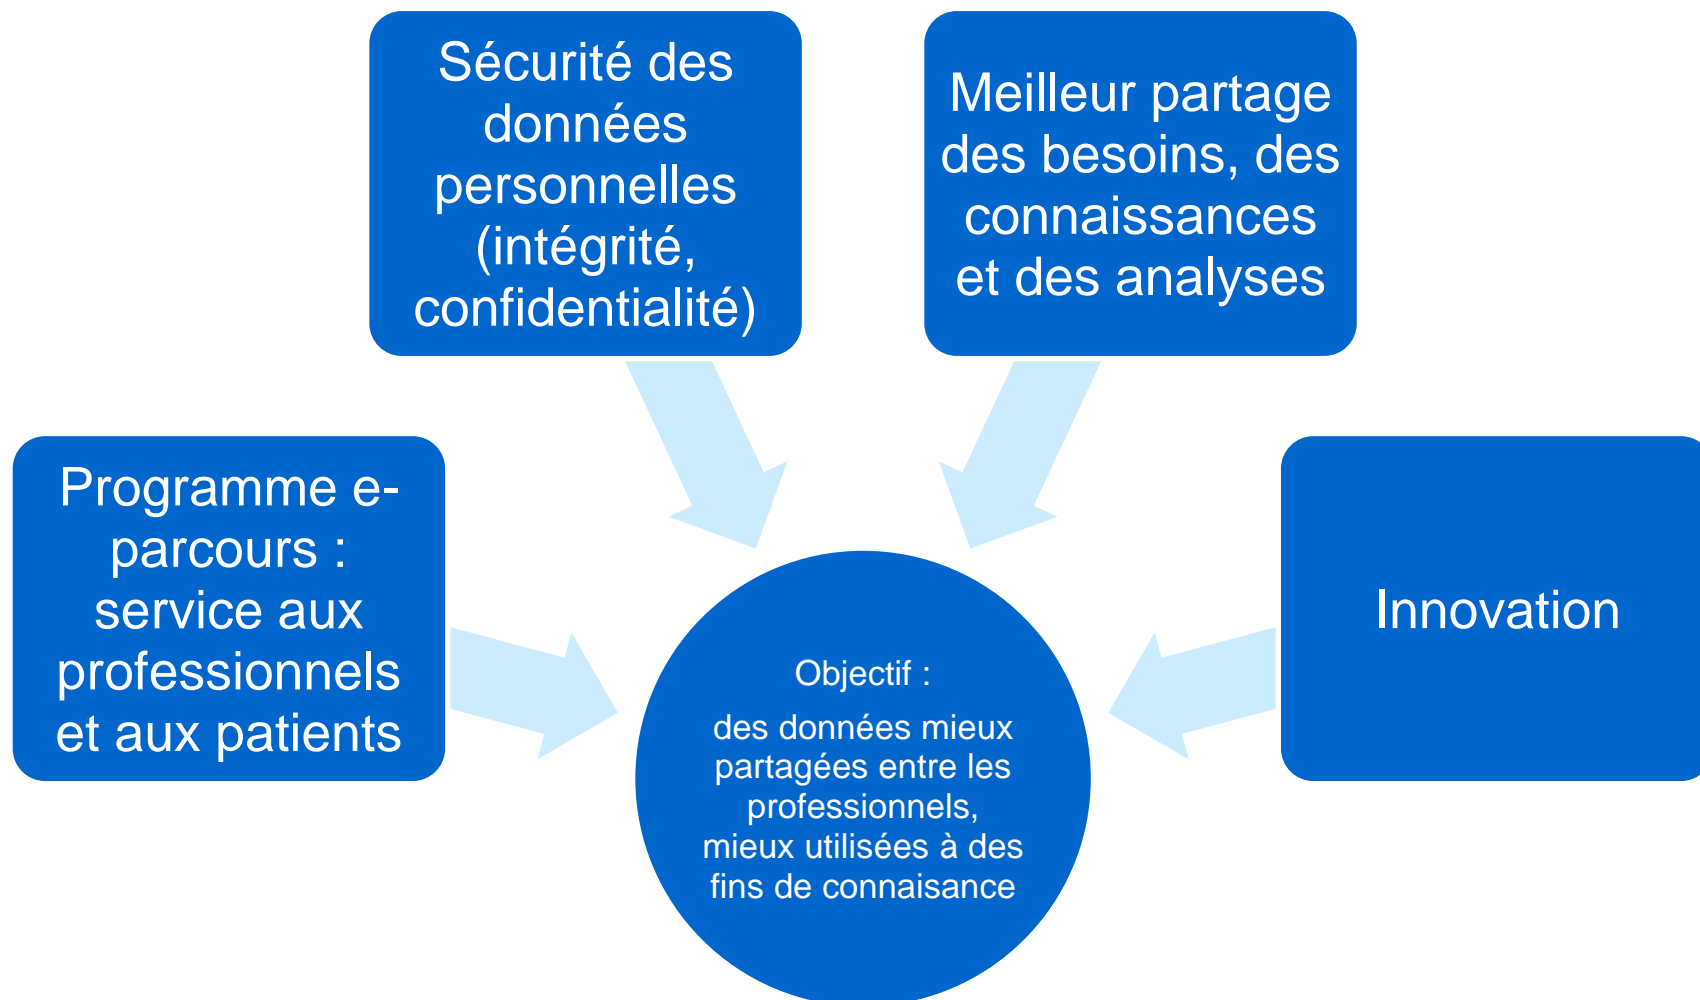 Sécurité des
données
personnelles
(intégrité,
confidentialité)
Meilleur partage
des besoins, des
connaissances
et des analyses
Programme e-
parcours :
service aux
professionnels
et aux patients
Innovation
Objectif :
des données mieux
partagées entre les
professionnels,
mieux utilisées à des
fins de connaisance